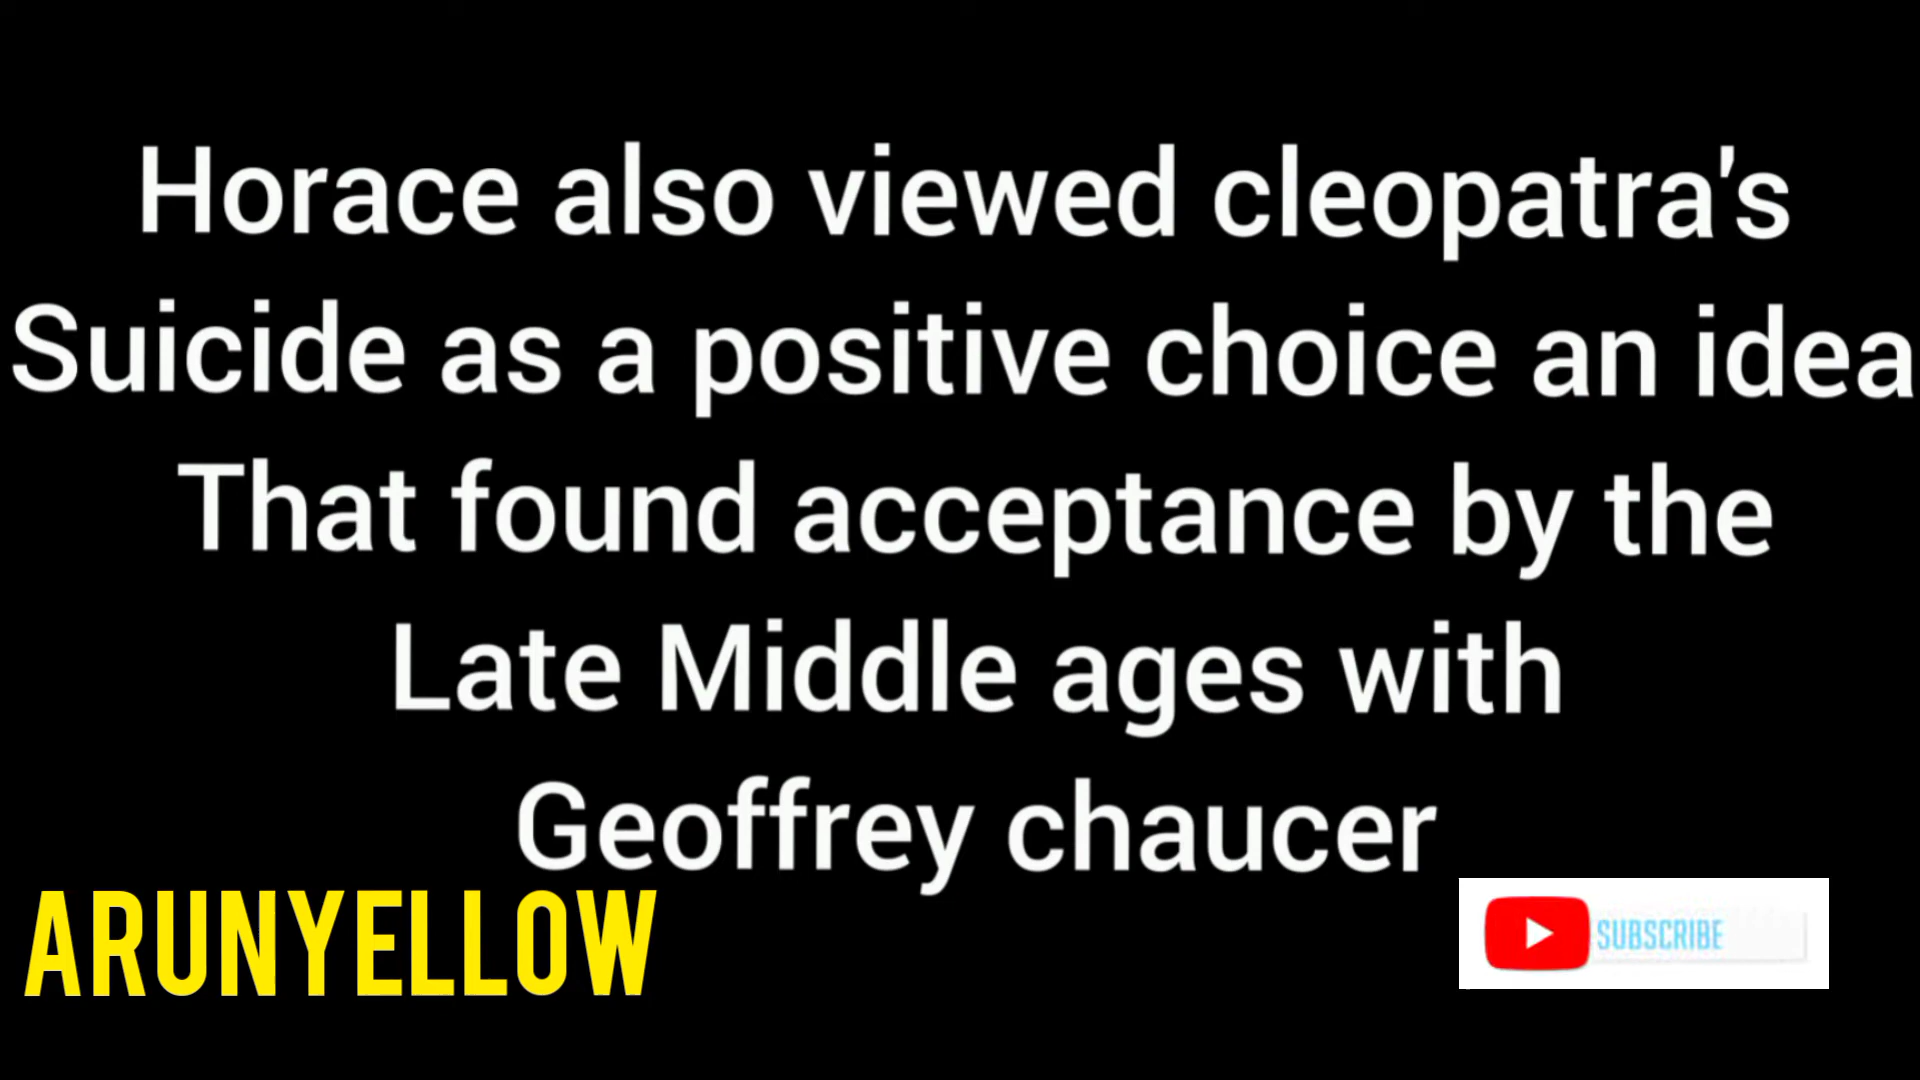 Horace also viewed cleopatra's
Suicide as a positive choice an idea
That found acceptance by the
Late Middle ages with
Geoffrey chaucer
ARUNYELLOW
SUBSCRIBE